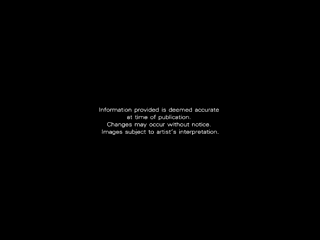 Information provided is deemed accurate
at time of publication.
Changes may occur without notice.
Images subject to artist's interpretation.